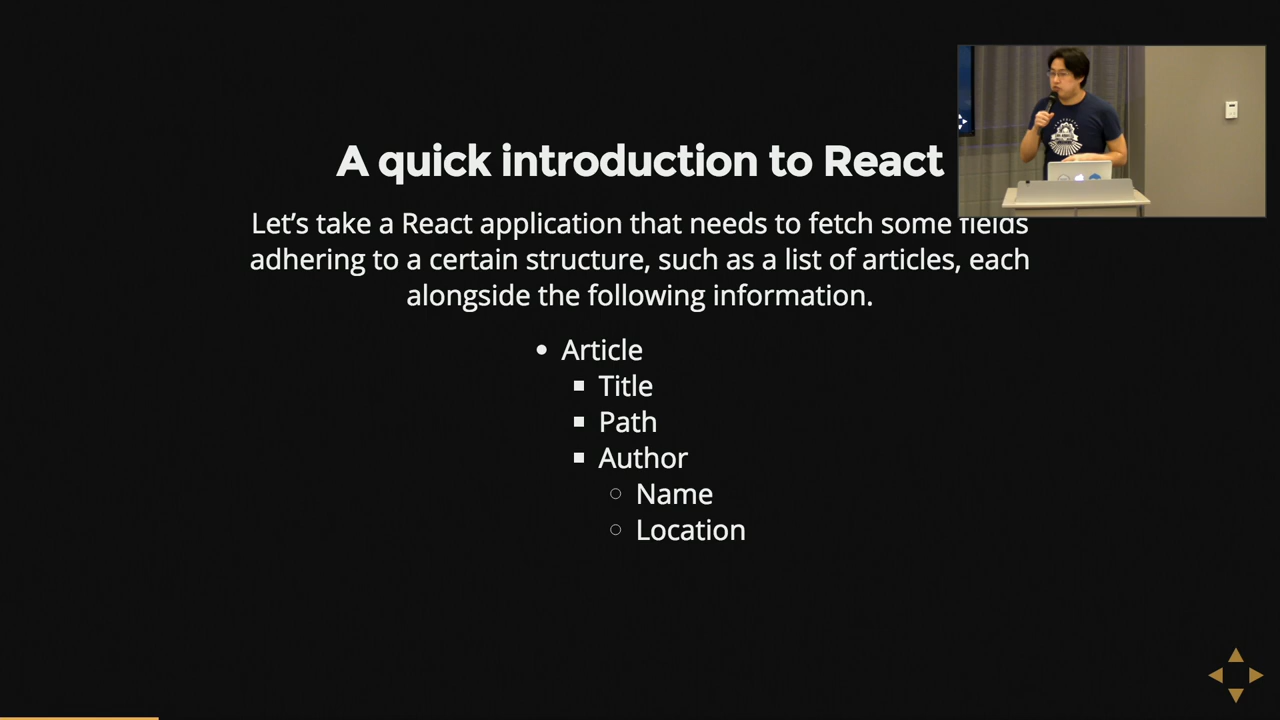 A quick introduction to React
Let’s take a React application that needs to fetch some fields
adhering to a certain structure, such as a list of articles, each
alongside the following information.
Article
Title
Path
Author
Name
Location